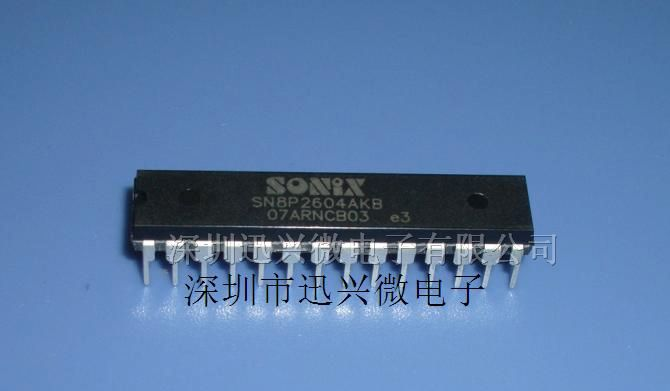 SONiX
SN8P2604AKB
07ARNCB03 e3
深圳迅兴微电子有限公司
深圳市迅兴微电子